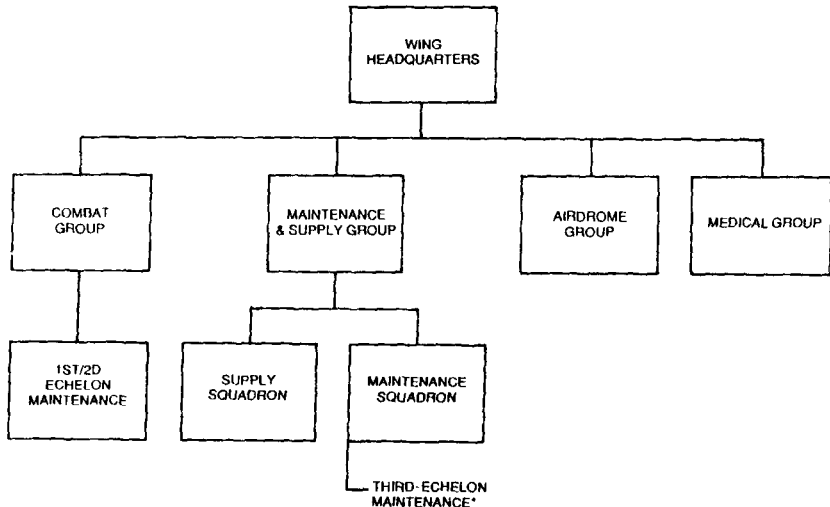 WING
HEADQUARTERS
COMBAT
GROUP
MAINTENANCE
& SUPPLY GROUP
AIRDROME
GROUP
MEDICAL GROUP
1ST/2D
ECHELON
MAINTENANCE
SUPPLY
SQUADRON
MAINTENANCE
SQUADRON
THIRD-ECHELON
MAINTENANCE*